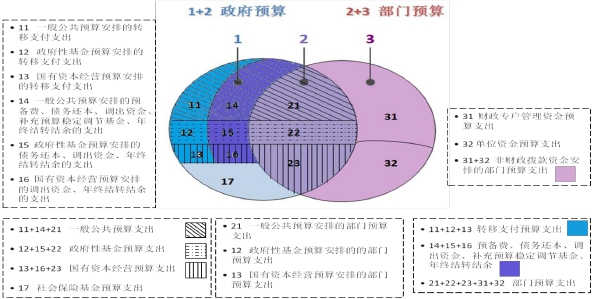 1+2 政府预算
2+3 部门预算
• 11 一般公共预算安排的转
移支付支出
• 12 政府性基金预算安排的
转移支付支出
• 13 国有资本经营预算安排
的转移支付支出
• 14 一般公共预算安排的预
备费、债务还本、调出资金、
补充预算稳定调节基金、年
终结转结余的支出
• 15 政府性基金预算安排的
债务还本、调出资金、年终
结转结余的支出
• 16 国有资本经营预算安排
的调出资金、年终结转结余
的支出
1
2
3
11
14
21
12
15
22
13
16
23
17
31
32
• 31 财政专户管理资金预
算支出
• 32 单位资金预算支出
• 31+32 非财政拨款资金安
排的部门预算支出
• 11+14+21 一般公共预算支出
• 12+15+22 政府性基金预算支出
• 13+16+23 国有资本经营预算支出
• 17 社会保险基金预算支出
• 21 一般公共预算安排的部门预算
支出
• 12 政府性基金预算安排的的部门
预算支出
• 13 国有资本预算安排的部门预算
支出
• 11+12+13 转移支付预算支出
• 14+15+16 预备费、债务还本、调
出资金、补充预算稳定调节基金、
年终结转结余
• 21+22+23+31+32 部门预算支出